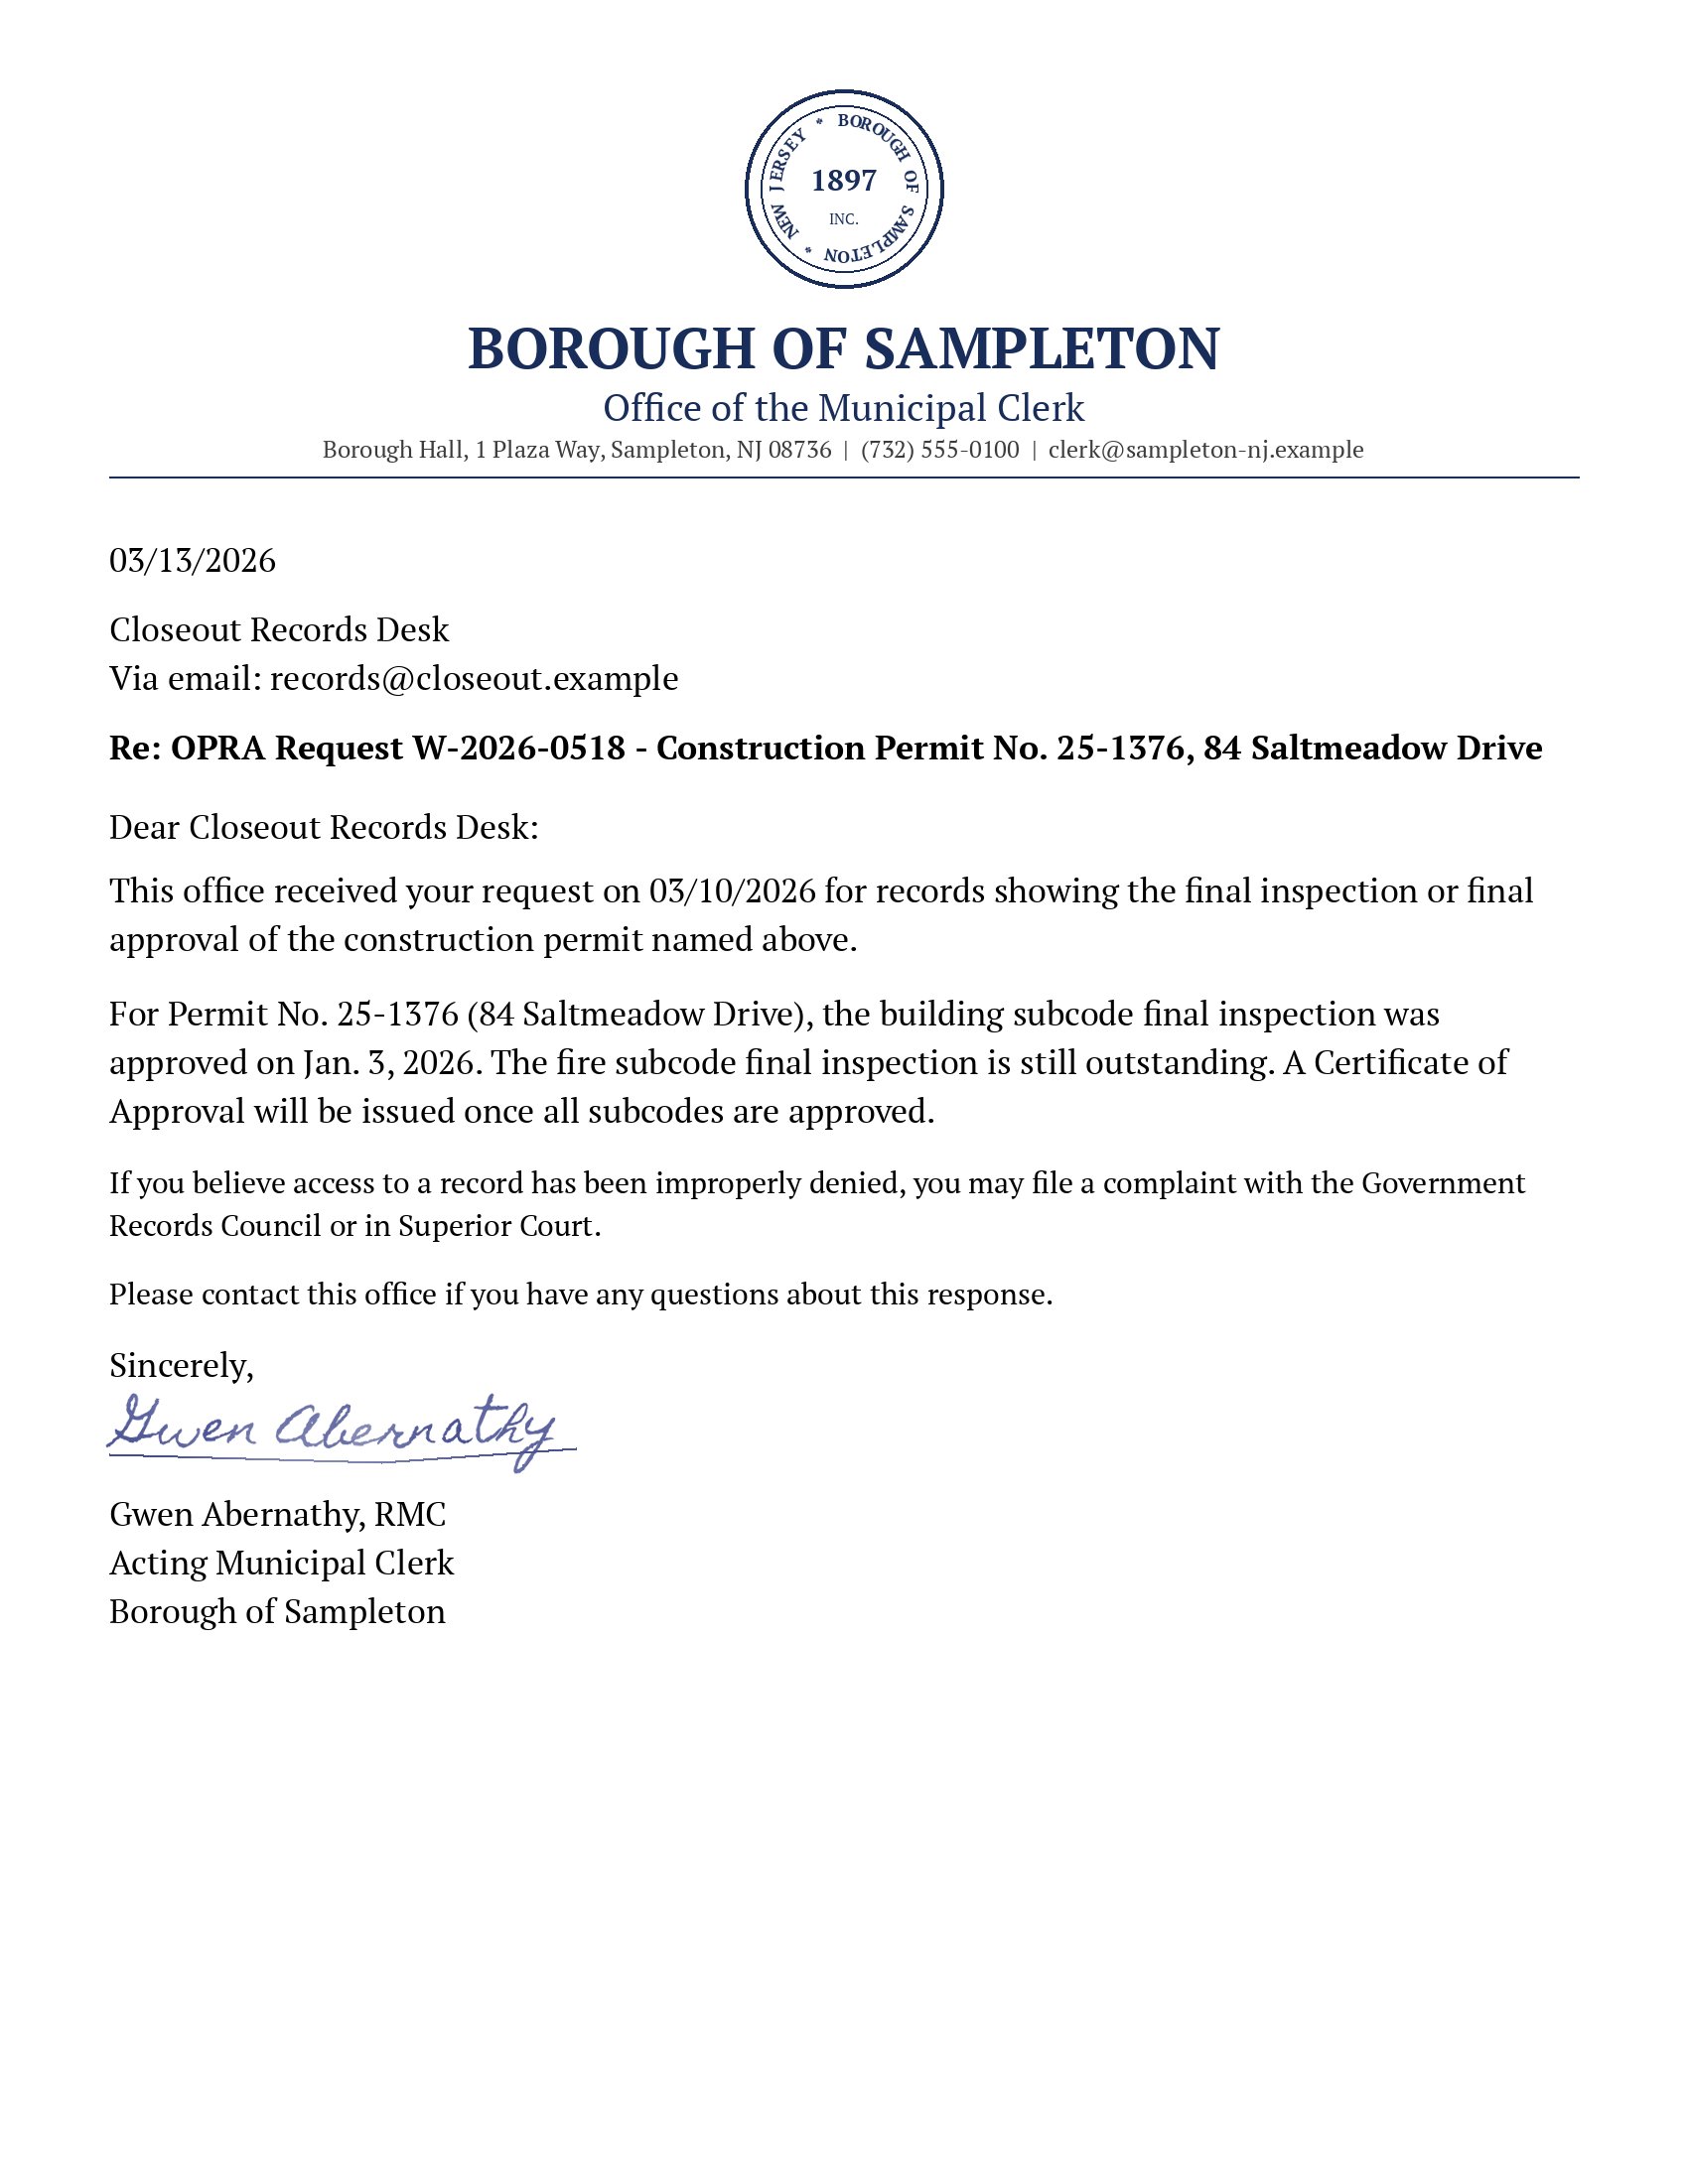 BOROUGH OF SAMPLETON * NEW JERSEY *
1897
INC.
BOROUGH OF SAMPLETON
Office of the Municipal Clerk
Borough Hall, 1 Plaza Way, Sampleton, NJ 08736 | (732) 555-0100 | clerk@sampleton-nj.example
03/13/2026
Closeout Records Desk
Via email: records@closeout.example
Re: OPRA Request W-2026-0518 - Construction Permit No. 25-1376, 84 Saltmeadow Drive
Dear Closeout Records Desk:
This office received your request on 03/10/2026 for records showing the final inspection or final
approval of the construction permit named above.
For Permit No. 25-1376 (84 Saltmeadow Drive), the building subcode final inspection was
approved on Jan. 3, 2026. The fire subcode final inspection is still outstanding. A Certificate of
Approval will be issued once all subcodes are approved.
If you believe access to a record has been improperly denied, you may file a complaint with the Government
Records Council or in Superior Court.
Please contact this office if you have any questions about this response.
Sincerely,
Gwen Abernathy
Gwen Abernathy, RMC
Acting Municipal Clerk
Borough of Sampleton